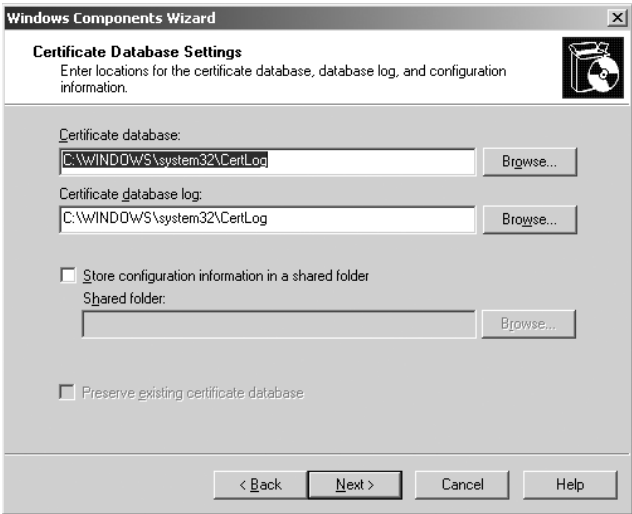 Windows Components Wizard
Certificate Database Settings
Enter locations for the certificate database, database log, and configuration
information.
Certificate database:
C:\WINDOWS\system32\CertLog
Browse...
Certificate database log:
C:\WINDOWS\system32\CertLog
Browse...
Store configuration information in a shared folder
Shared folder:
Browse...
Preserve existing certificate database
< Back
Next >
Cancel
Help